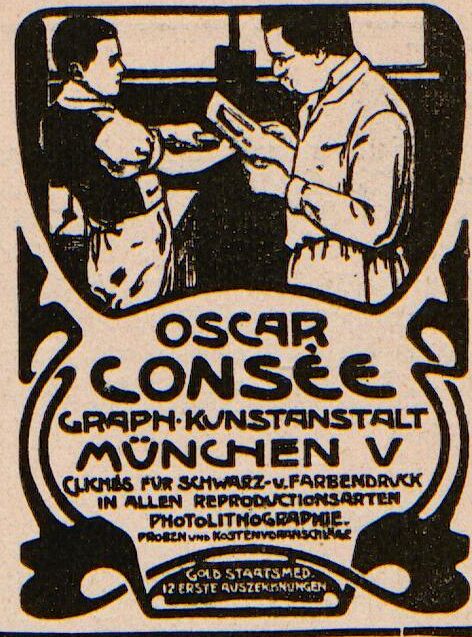 OSCAR
CONSÈE
GRAPH·KUNSTANSTALT
MÜNCHEN V
CLICHÉS FÜR SCHWARZ-U. FARBENDRUCK
IN ALLEN REPRODUCTIONSARTEN
PHOTOLITHOGRAPHIE.
PROBEN UND KOSTENVORANSCHLÄGE
GOLD STAATSMED.
12 ERSTE AUSZEICHNUNGEN